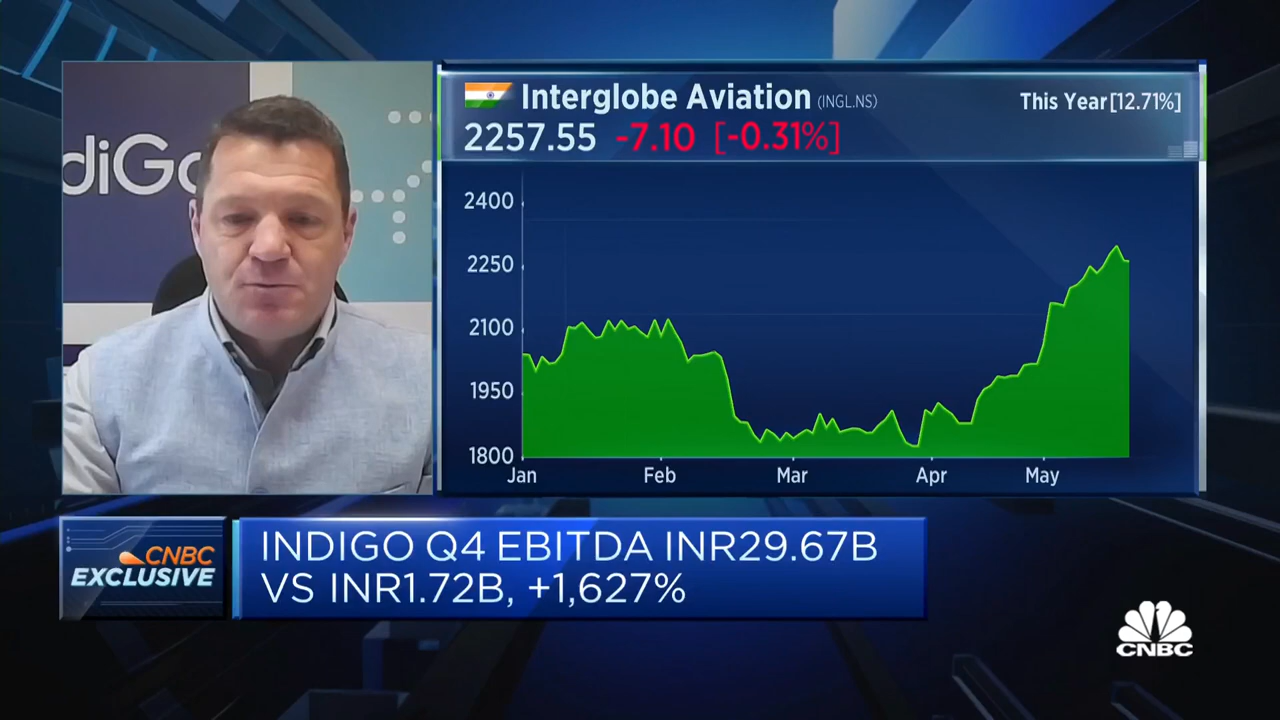 diGo
Interglobe Aviation (INGL.NS)
This Year[12.71%]
2257.55 -7.10 [-0.31%]
2400
2250
2100
1950
1800
Jan Feb Mar Apr May
CNBC
EXCLUSIVE
INDIGO Q4 EBITDA INR29.67B
VS INR1.72B, +1,627%
CNBC